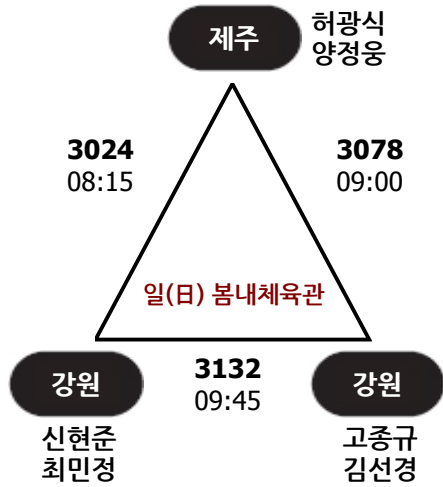 제주
허광식
양정웅
3024
08:15
3078
09:00
일(日) 봄내체육관
3132
09:45
강원
신현준
최민정
강원
고종규
김선경